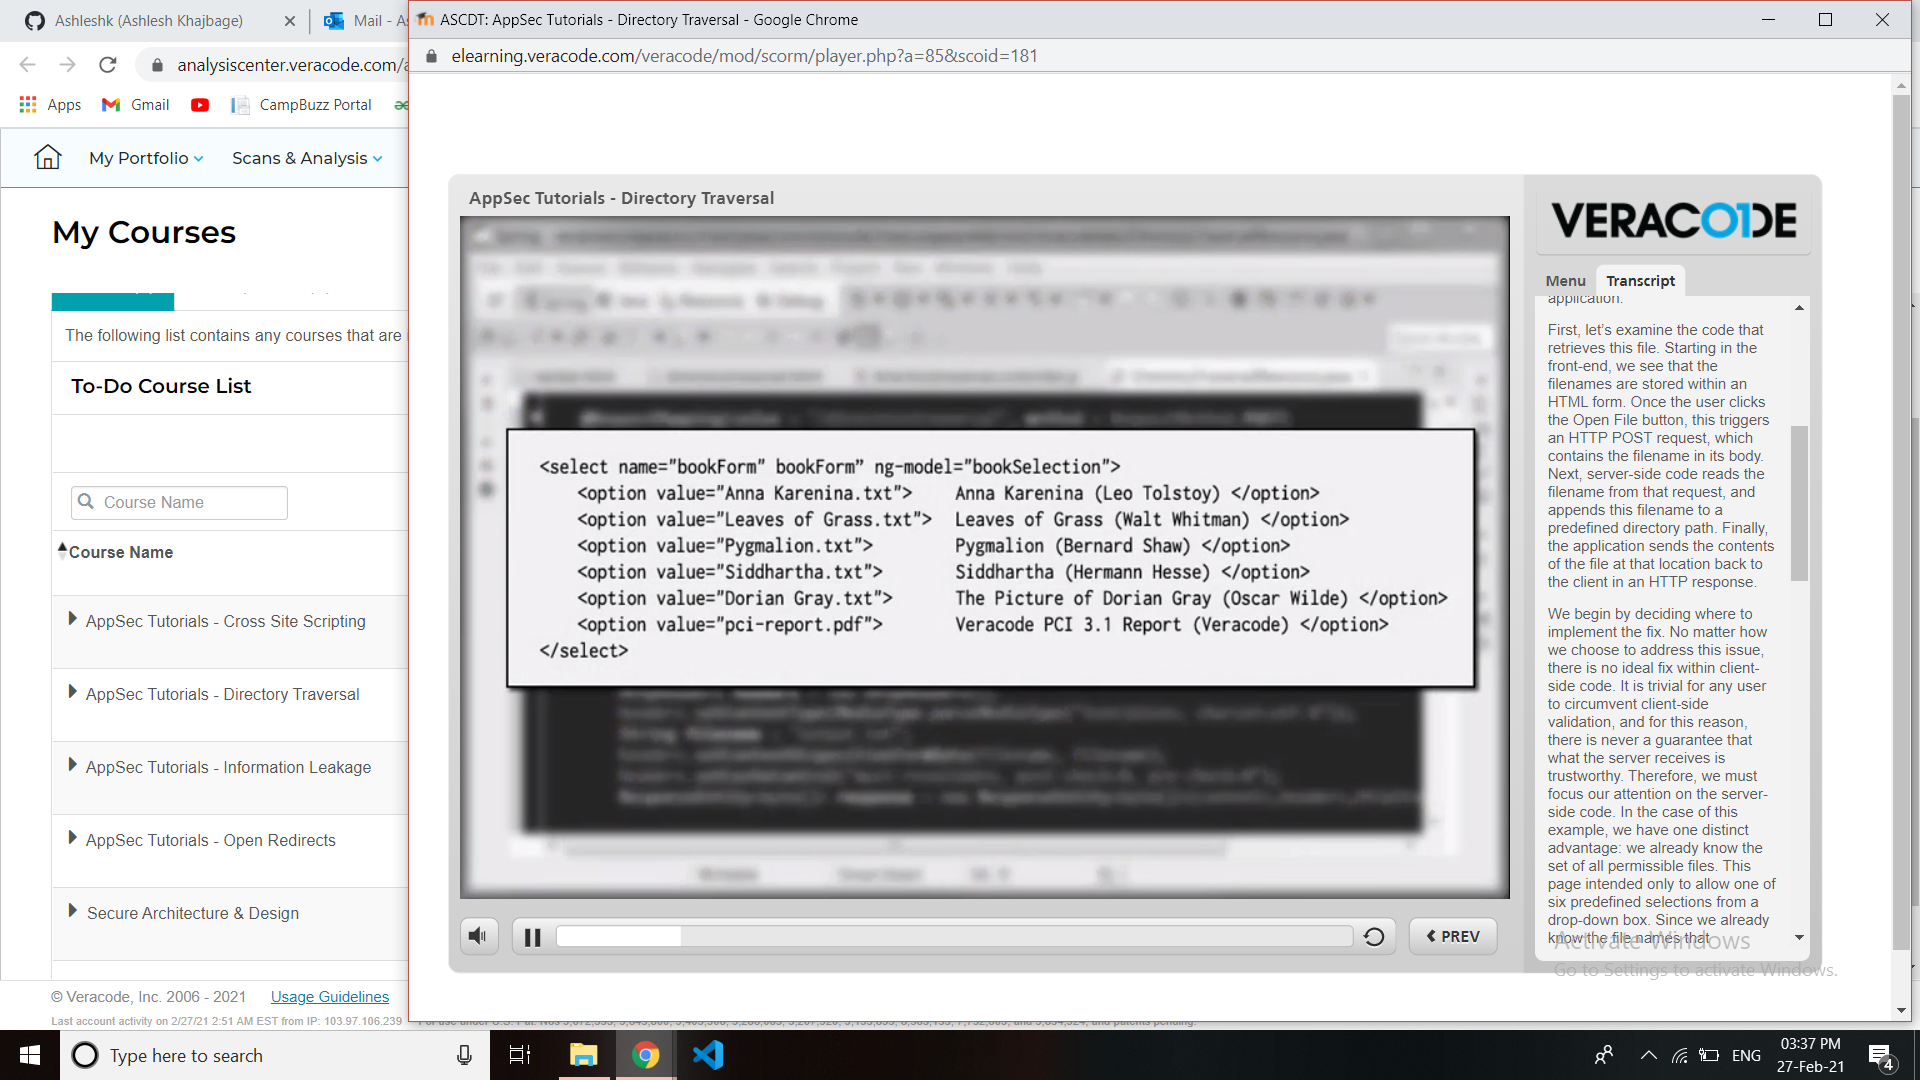 Ashleshk (Ashlesh Khajbage)
Mail - As
ASCDT: AppSec Tutorials - Directory Traversal - Google Chrome
elearning.veracode.com/veracode/mod/scorm/player.php?a=85&scoid=181
analysiscenter.veracode.com/a
Apps
Gmail
CampBuzz Portal
My Portfolio
Scans & Analysis
My Courses
The following list contains any courses that are
To-Do Course List
Course Name
Course Name
AppSec Tutorials - Cross Site Scripting
AppSec Tutorials - Directory Traversal
AppSec Tutorials - Information Leakage
AppSec Tutorials - Open Redirects
Secure Architecture & Design
© Veracode, Inc. 2006 - 2021 Usage Guidelines
Last account activity on 2/27/21 2:51 AM EST from IP: 103.97.106.239
AppSec Tutorials - Directory Traversal
<select name="bookForm" bookForm” ng-model="bookSelection">
<option value="Anna Karenina.txt"> Anna Karenina (Leo Tolstoy) </option>
<option value="Leaves of Grass.txt"> Leaves of Grass (Walt Whitman) </option>
<option value="Pygmalion.txt"> Pygmalion (Bernard Shaw) </option>
<option value="Siddhartha.txt"> Siddhartha (Hermann Hesse) </option>
<option value="Dorian Gray.txt"> The Picture of Dorian Gray (Oscar Wilde) </option>
<option value="pci-report.pdf"> Veracode PCI 3.1 Report (Veracode) </option>
</select>
PREV
VERACODE
Menu
Transcript
application.
First, let’s examine the code that
retrieves this file. Starting in the
front-end, we see that the
filenames are stored within an
HTML form. Once the user clicks
the Open File button, this triggers
an HTTP POST request, which
contains the filename in its body.
Next, server-side code reads the
filename from that request, and
appends this filename to a
predefined directory path. Finally,
the application sends the contents
of the file at that location back to
the client in an HTTP response.
We begin by deciding where to
implement the fix. No matter how
we choose to address this issue,
there is no ideal fix within client-
side code. It is trivial for any user
to circumvent client-side
validation, and for this reason,
there is never a guarantee that
what the server receives is
trustworthy. Therefore, we must
focus our attention on the server-
side code. In the case of this
example, we have one distinct
advantage: we already know the
set of all permissible files. This
page intended only to allow one of
six predefined selections from a
drop-down box. Since we already
know the file names that
Activate Windows
Go to Settings to activate Windows.
Type here to search
ENG
03:37 PM
27-Feb-21
4